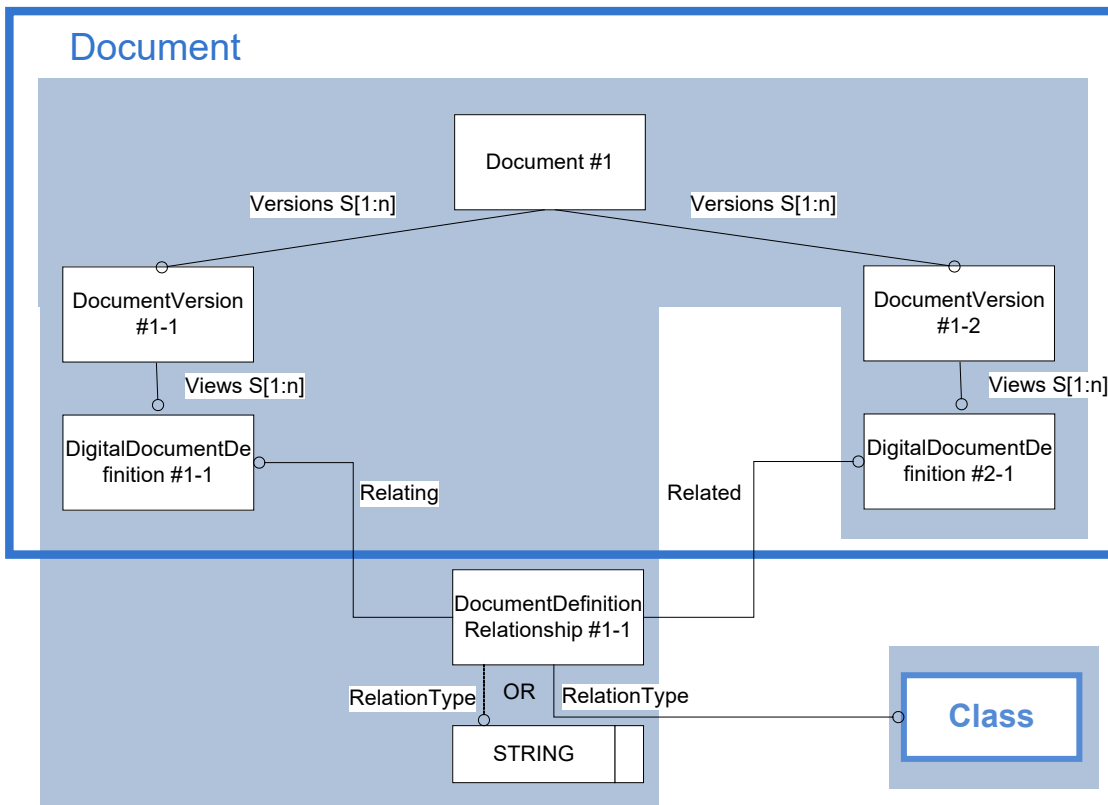 Document
Document #1
Versions S[1:n]
Versions S[1:n]
DocumentVersion
#1-1
DocumentVersion
#1-2
Views S[1:n]
Views S[1:n]
DigitalDocumentDe
finition #1-1
DigitalDocumentDe
finition #2-1
Relating
Related
DocumentDefinition
Relationship #1-1
RelationType
OR
RelationType
STRING
Class